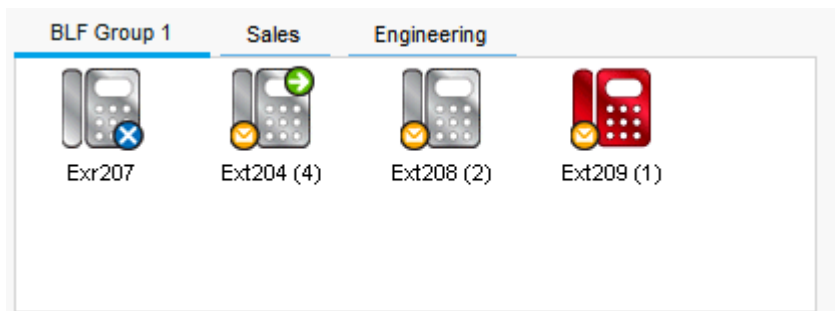 BLF Group 1 Sales Engineering
Exr207 Ext204 (4) Ext208 (2) Ext209 (1)